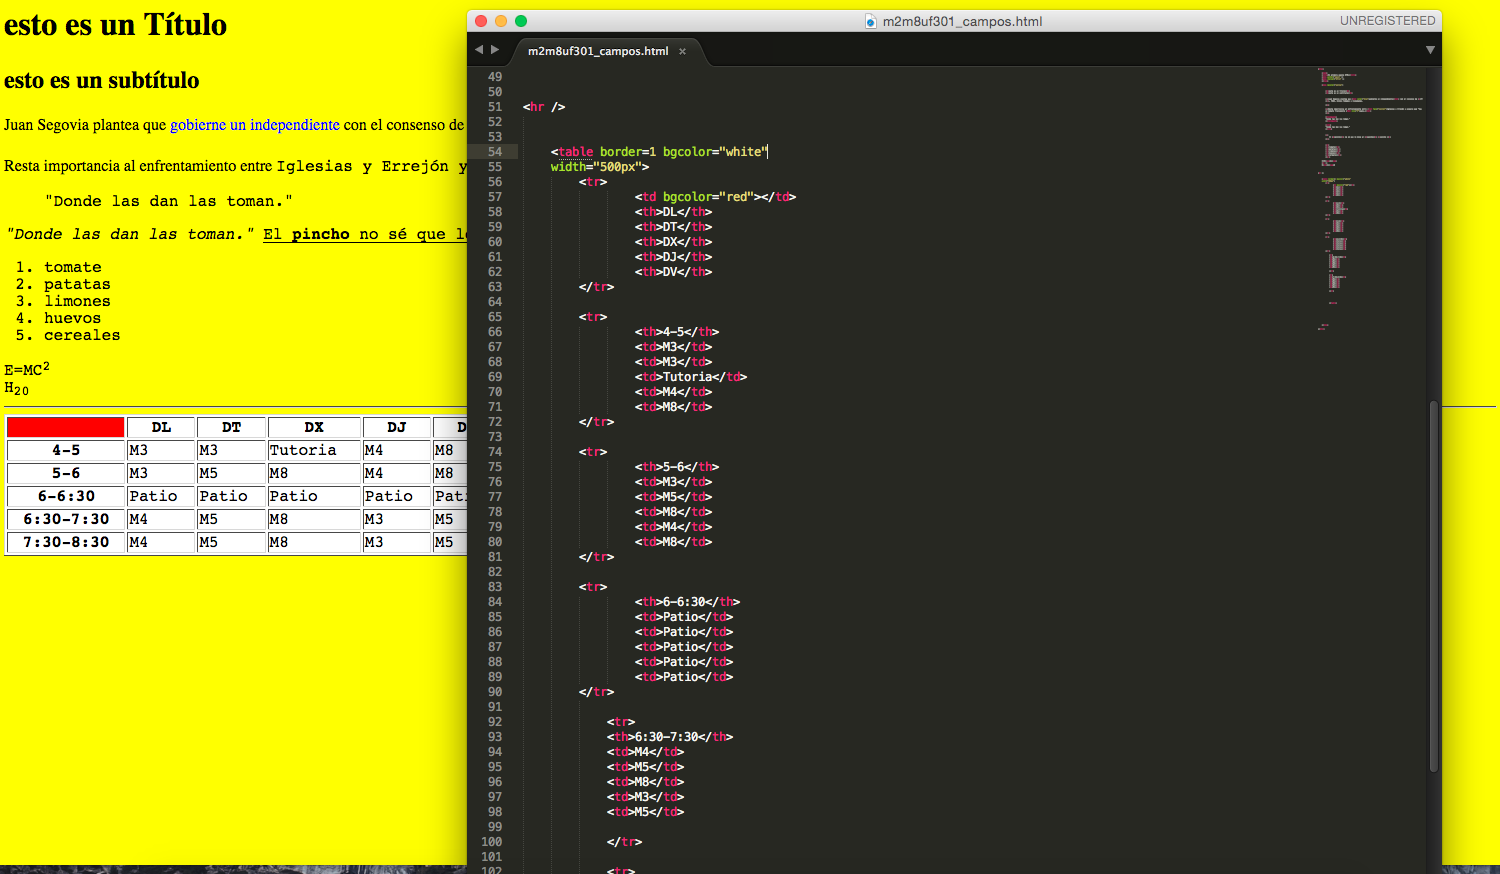 esto es un Título
esto es un subtítulo
Juan Segovia plantea que gobierne un independiente con el consenso de
Resta importancia al enfrentamiento entre Iglesias y Errejón y
"Donde las dan las toman."
"Donde las dan las toman." El pincho no sé que l
1. tomate
2. patatas
3. limones
4. huevos
5. cereales
E=MC2
H20
DL DT DX DJ D
4-5 M3 M3 Tutoria M4 M8
5-6 M3 M5 M8 M4 M8
6-6:30 Patio Patio Patio Patio Pati
6:30-7:30 M4 M5 M8 M3 M5
7:30-8:30 M4 M5 M8 M3 M5
m2m8uf301_campos.html
UNREGISTERED
m2m8uf301_campos.html ×
49
50
51 <hr />
52
53
54 <table border=1 bgcolor="white"
55 width="500px">
56 <tr>
57 <td bgcolor="red"></td>
58 <th>DL</th>
59 <th>DT</th>
60 <th>DX</th>
61 <th>DJ</th>
62 <th>DV</th>
63 </tr>
64
65 <tr>
66 <th>4-5</th>
67 <td>M3</td>
68 <td>M3</td>
69 <td>Tutoria</td>
70 <td>M4</td>
71 <td>M8</td>
72 </tr>
73
74 <tr>
75 <th>5-6</th>
76 <td>M3</td>
77 <td>M5</td>
78 <td>M8</td>
79 <td>M4</td>
80 <td>M8</td>
81 </tr>
82
83 <tr>
84 <th>6-6:30</th>
85 <td>Patio</td>
86 <td>Patio</td>
87 <td>Patio</td>
88 <td>Patio</td>
89 <td>Patio</td>
90 </tr>
91
92 <tr>
93 <th>6:30-7:30</th>
94 <td>M4</td>
95 <td>M5</td>
96 <td>M8</td>
97 <td>M3</td>
98 <td>M5</td>
99
100 </tr>
101
102 <tr>